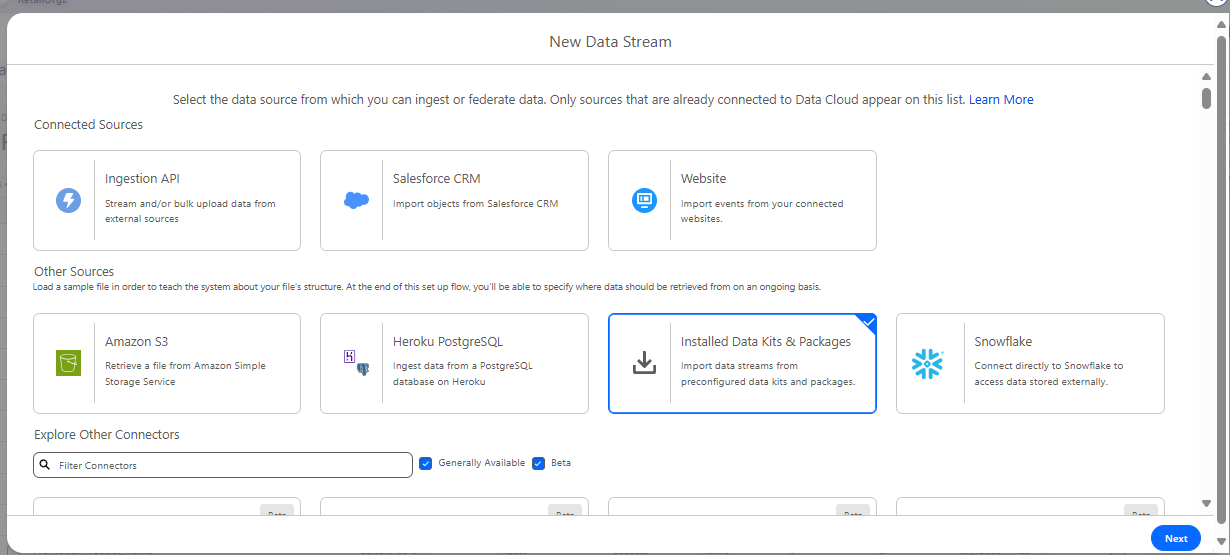 New Data Stream
Select the data source from which you can ingest or federate data. Only sources that are already connected to Data Cloud appear on this list. Learn More
Connected Sources
Ingestion API
Stream and/or bulk upload data from
external sources
Salesforce CRM
Import objects from Salesforce CRM
Website
Import events from your connected
websites.
Other Sources
Load a sample file in order to teach the system about your file's structure. At the end of this set up flow, you'll be able to specify where data should be retrieved from on an ongoing basis.
Amazon S3
Retrieve a file from Amazon Simple
Storage Service
Heroku PostgreSQL
Ingest data from a PostgreSQL
database on Heroku
Installed Data Kits & Packages
Import data streams from
preconfigured data kits and packages.
Snowflake
Connect directly to Snowflake to
access data stored externally.
Explore Other Connectors
Filter Connectors
Generally Available
Beta
Beta
Beta
Beta
Beta
Next